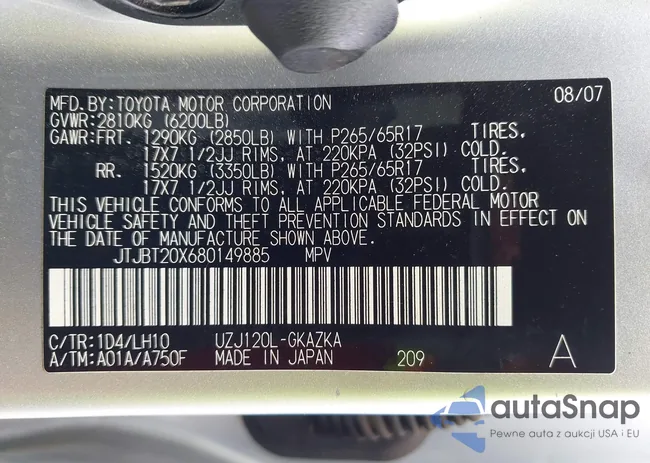 MFD.BY:TOYOTA MOTOR CORPORATION 08/07
GVWR:2810KG (6200LB)
GAWR:FRT. 1290KG (2850LB) WITH P265/65R17 TIRES,
17X7 1/2JJ RIMS, AT 220KPA (32PSI) COLD.
RR. 1520KG (3350LB) WITH P265/65R17 TIRES,
17X7 1/2JJ RIMS, AT 220KPA (32PSI) COLD.
THIS VEHICLE CONFORMS TO ALL APPLICABLE FEDERAL MOTOR
VEHICLE SAFETY AND THEFT PREVENTION STANDARDS IN EFFECT ON
THE DATE OF MANUFACTURE SHOWN ABOVE.
JTJBT20X680149885 MPV
C/TR:1D4/LH10 UZJ120L-GKAZKA
A/TM:A01A/A750F MADE IN JAPAN 209 A
autaSnap
Pewne auta z aukcji USA i EU